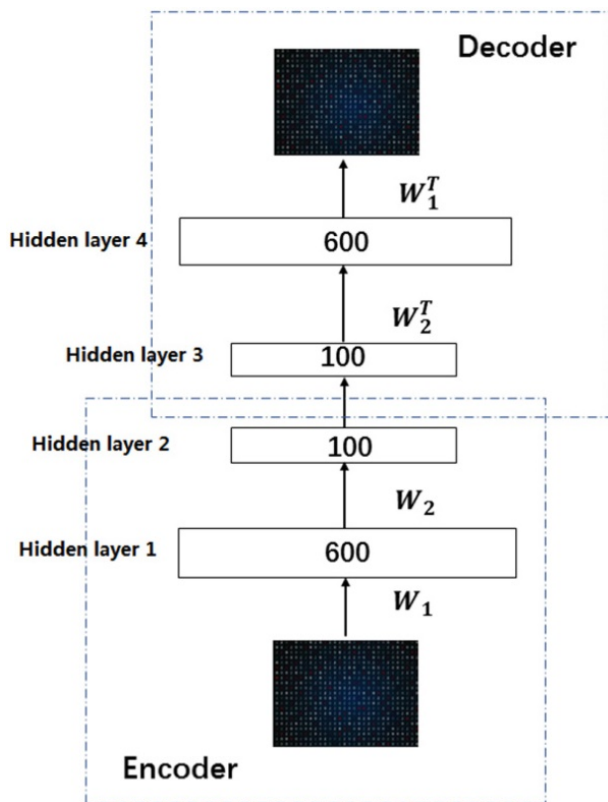 Decoder
W_1^T
Hidden layer 4
600
W_2^T
Hidden layer 3
100
Hidden layer 2
100
W_2
Hidden layer 1
600
W_1
Encoder